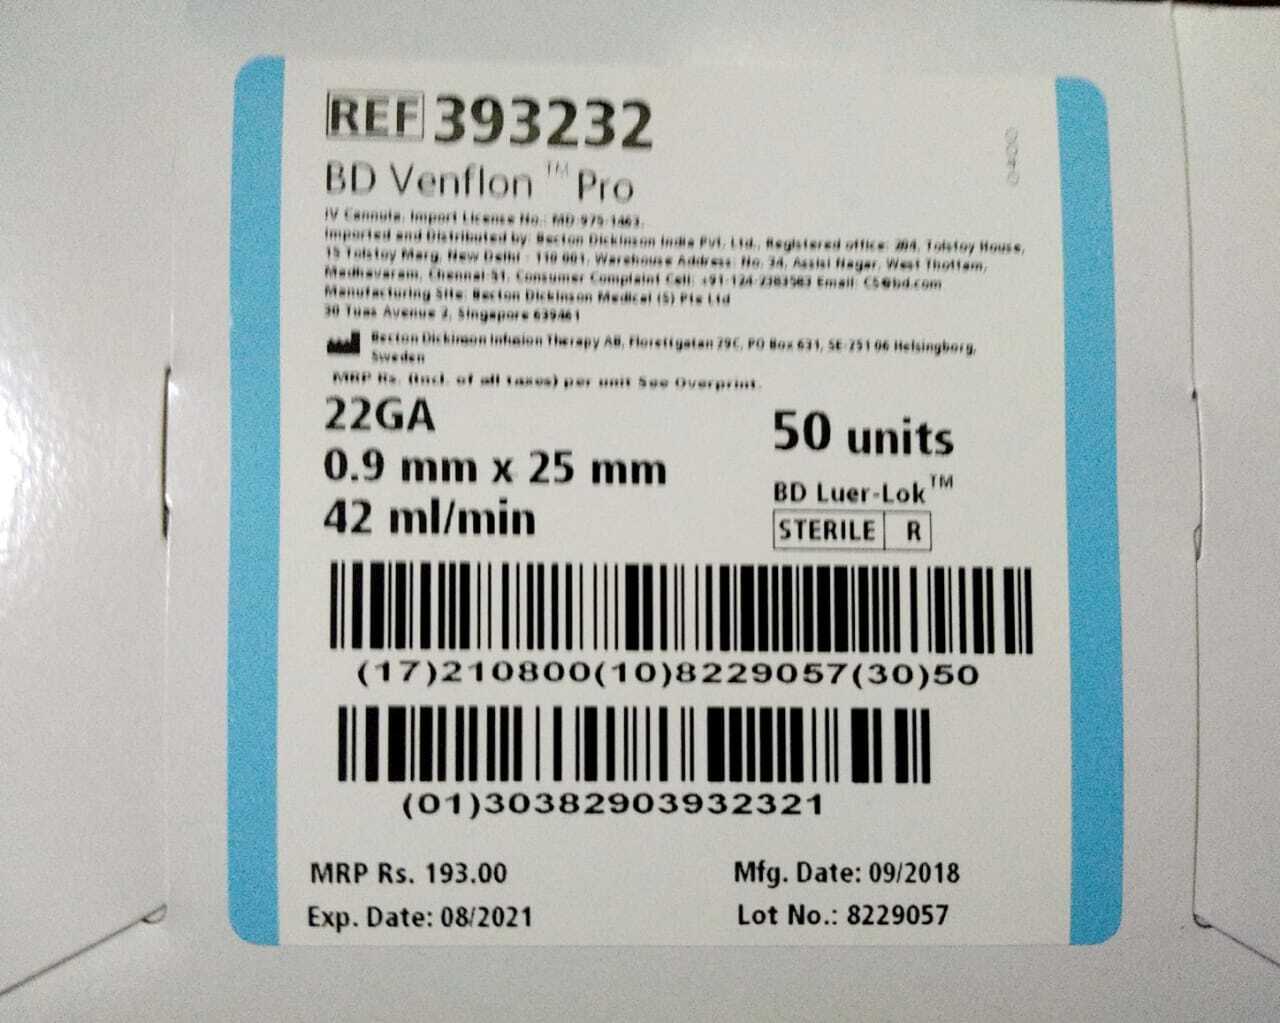 REF 393232
BD Venflon™ Pro
IV Cannula, Import License No.: MD-975-1463.
Imported and Distributed by: Becton Dickinson India Pvt. Ltd., Registered office: 204, Tolstoy House,
15 Tolstoy Marg, New Delhi - 110 001, Warehouse Address: No. 34, Assisi Nagar, West Thottam,
Madhavaram, Chennai-51. Consumer Complaint Cell: +91-124-2383583 Email: CS@bd.com
Manufacturing Site: Becton Dickinson Medical (S) Pte Ltd
30 Tuas Avenue 2, Singapore 639461
Becton Dickinson Infusion Therapy AB, Florettgatan 29C, PO Box 631, SE-251 06 Helsingborg,
Sweden
MRP Rs. (Incl. of all taxes) per unit See Overprint.
22GA
0.9 mm x 25 mm
42 ml/min
50 units
BD Luer-Lok™
STERILE R
(17)210800(10)8229057(30)50
(01)30382903932321
MRP Rs. 193.00
Mfg. Date: 09/2018
Exp. Date: 08/2021
Lot No.: 8229057